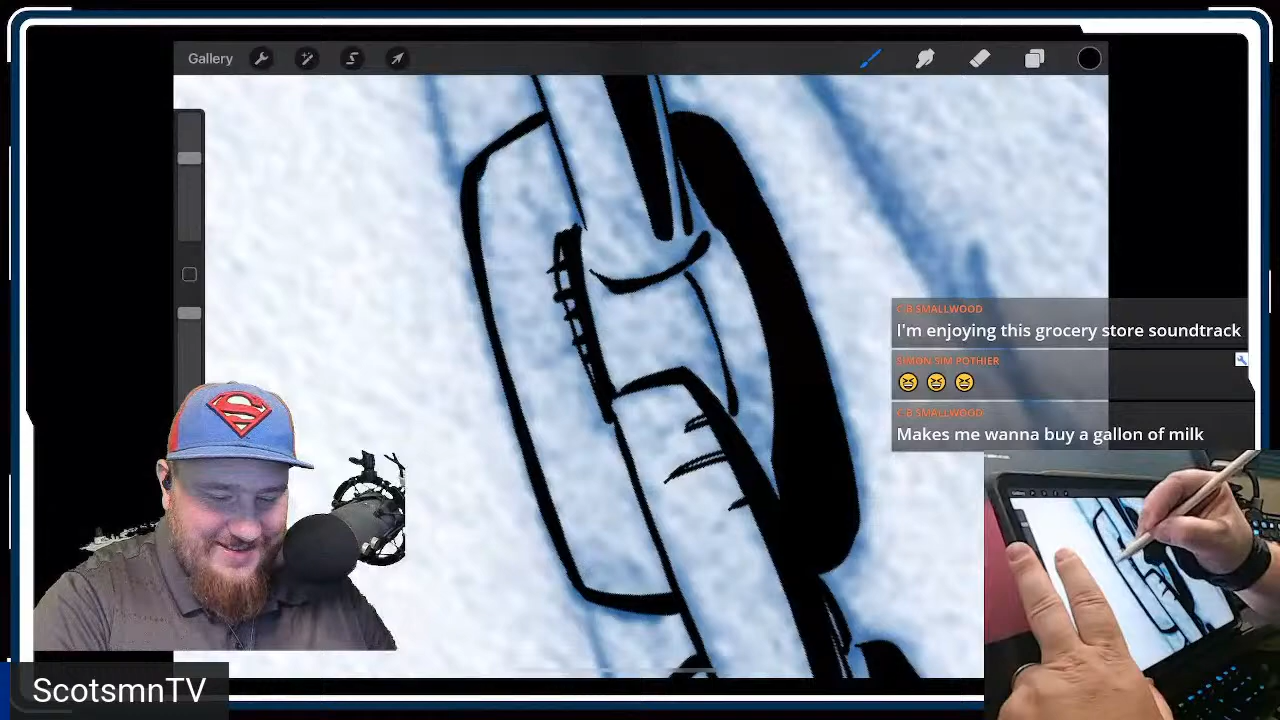 Gallery
C B SMALLWOOD
I'm enjoying this grocery store soundtrack
SIMON SIM POTHIER
C B SMALLWOOD
Makes me wanna buy a gallon of milk
ScotsmnTV